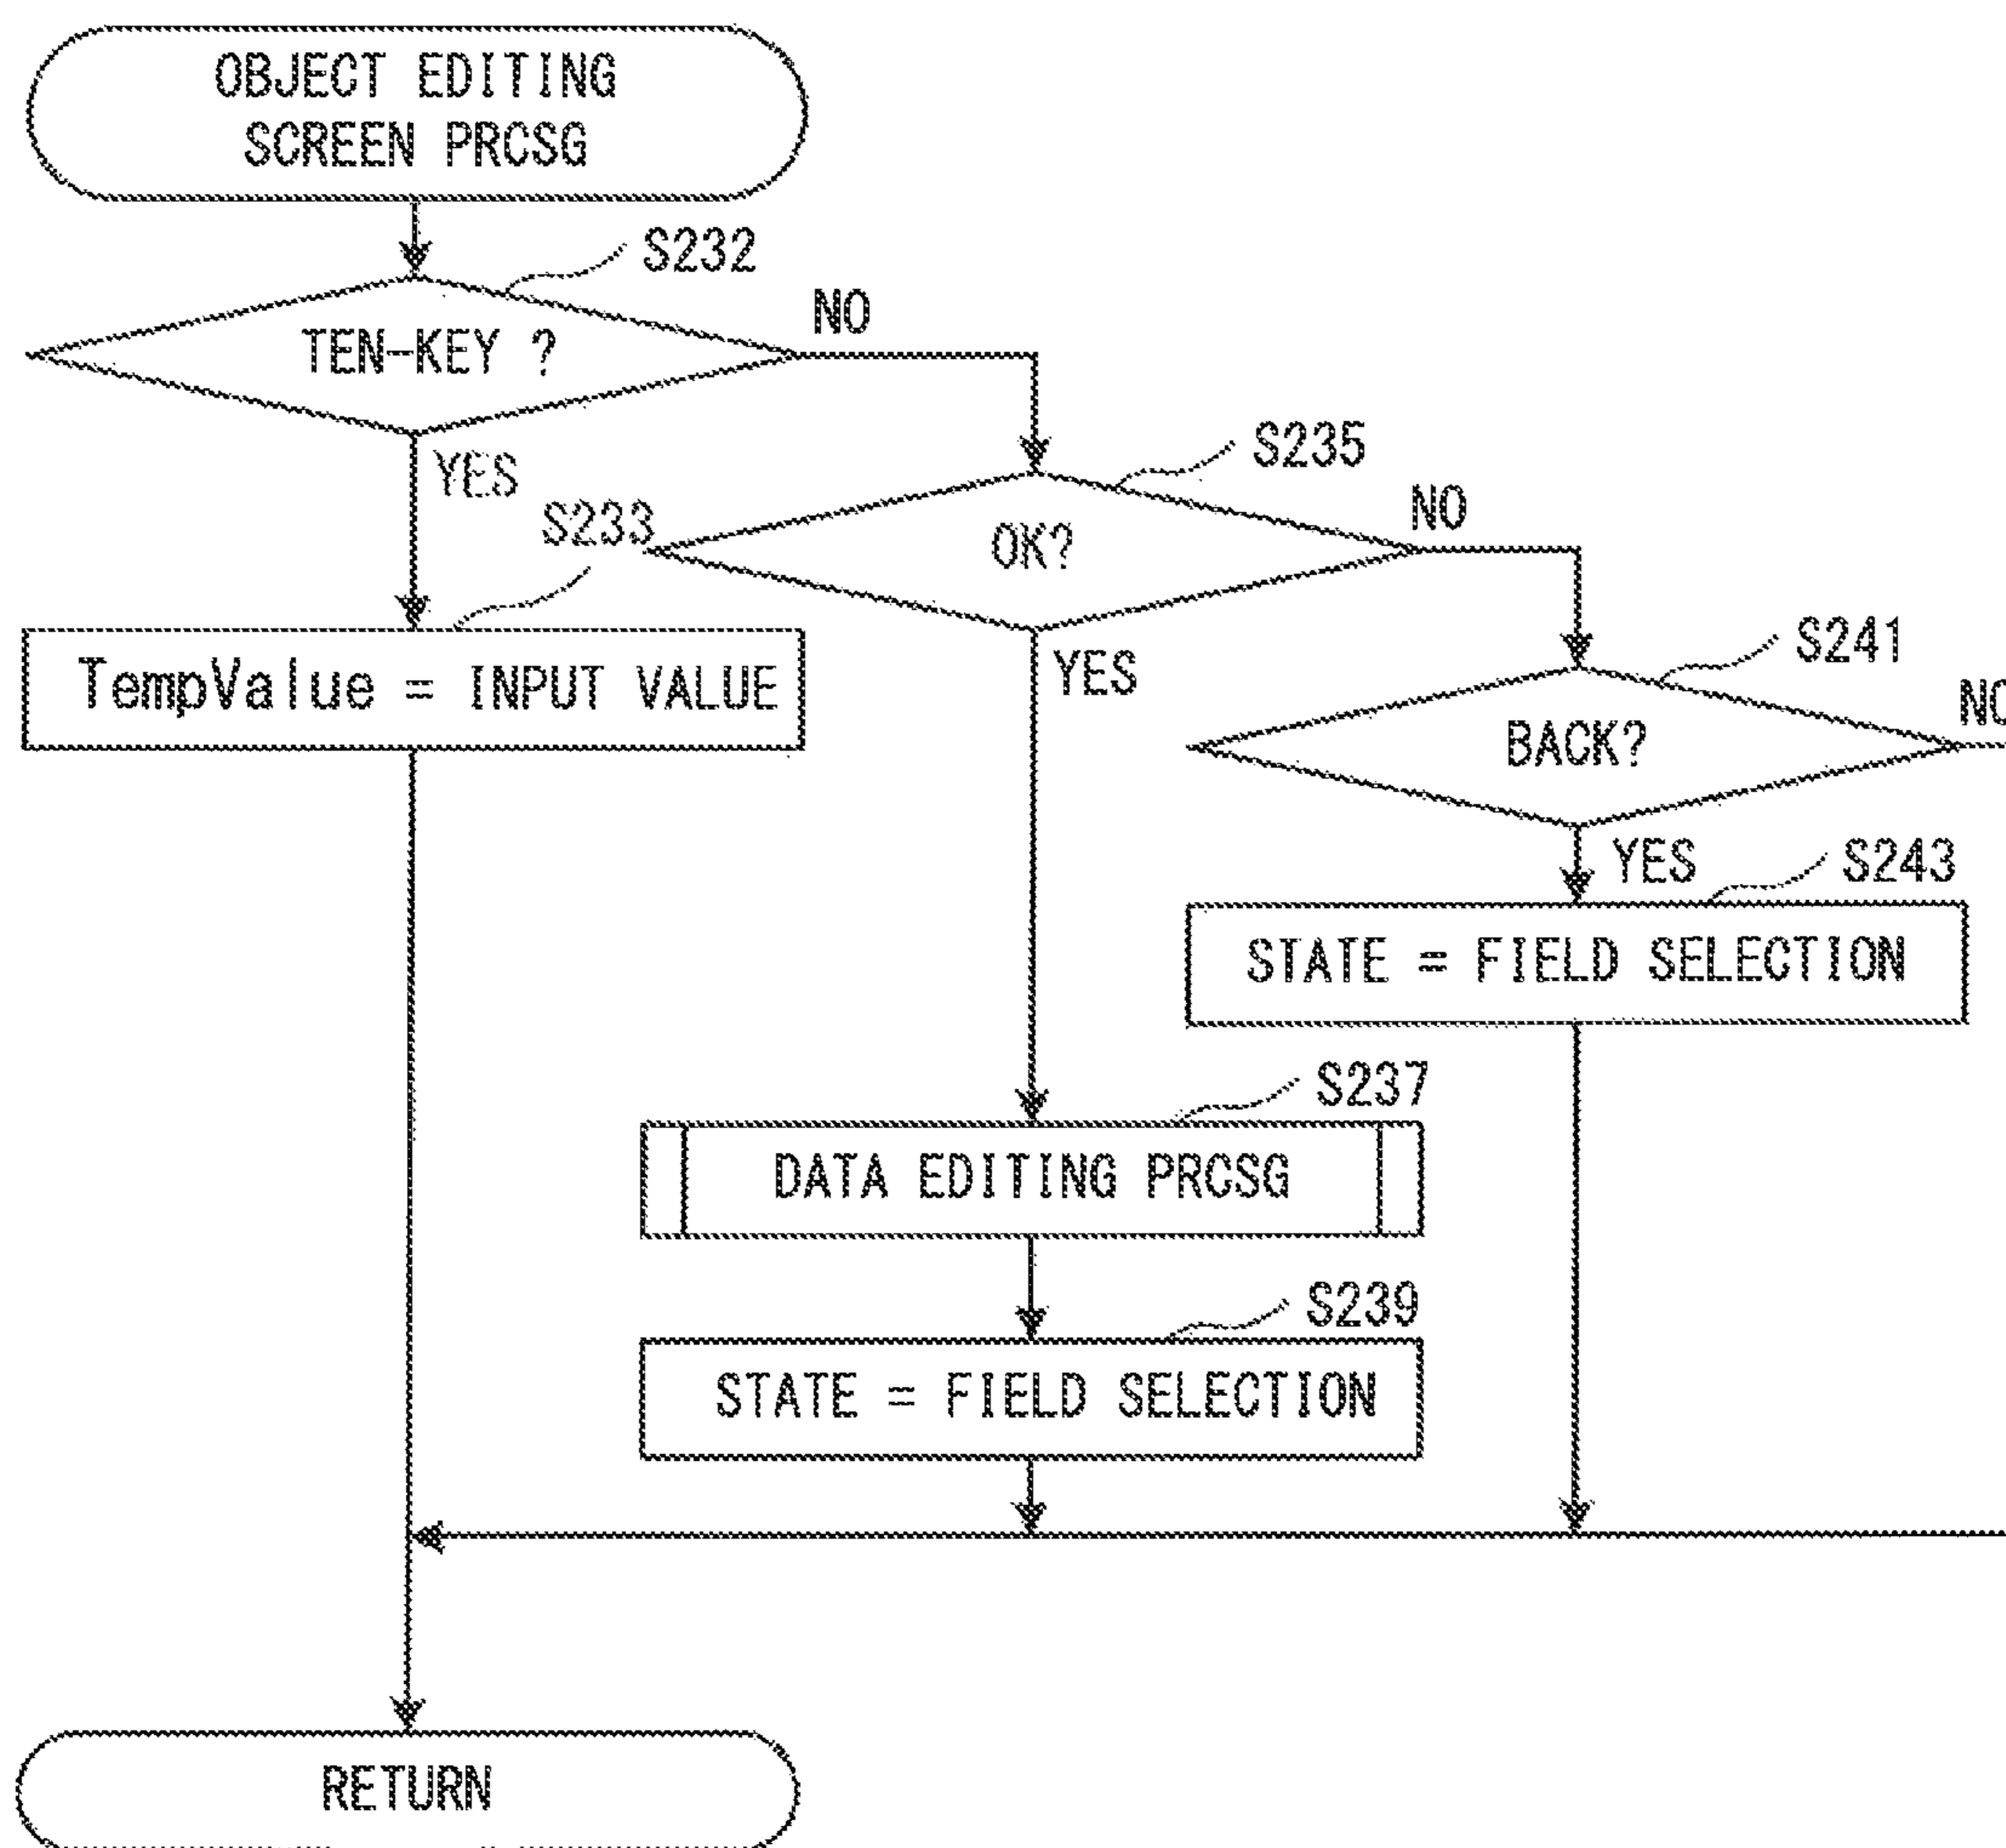 OBJECT EDITING
SCREEN PRCSG
S232
TEN-KEY ?
NO
YES
S235
OK?
NO
S233
TempValue = INPUT VALUE
YES
S241
BACK?
NO
YES
S243
STATE = FIELD SELECTION
S237
DATA EDITING PRCSG
S239
STATE = FIELD SELECTION
RETURN